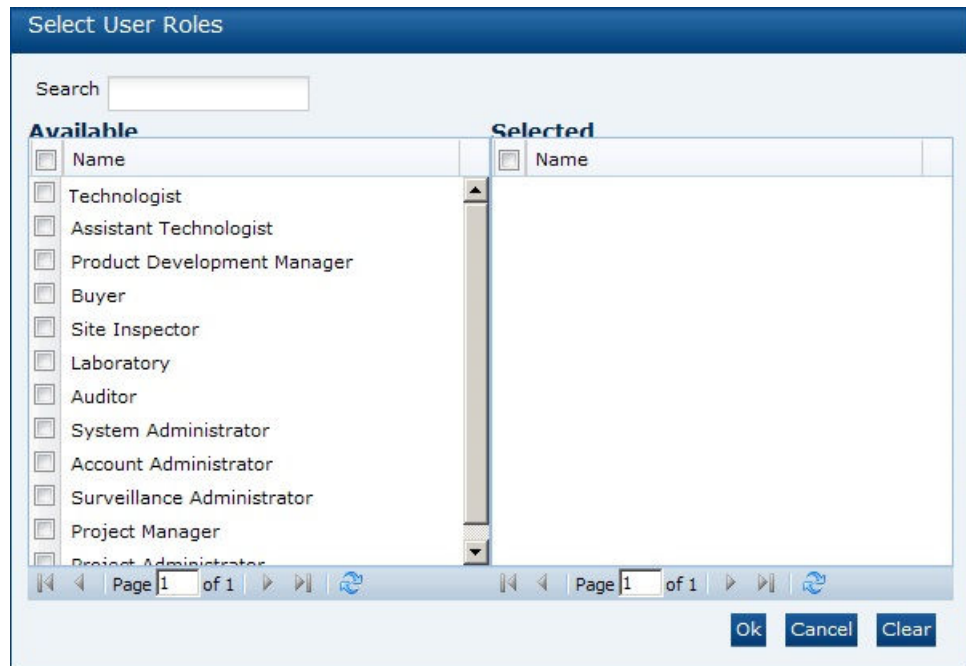 Select User Roles
Search
Available Selected
Name Name
Technologist
Assistant Technologist
Product Development Manager
Buyer
Site Inspector
Laboratory
Auditor
System Administrator
Account Administrator
Surveillance Administrator
Project Manager
Project Administrator
Page 1 of 1 Page 1 of 1
Ok Cancel Clear